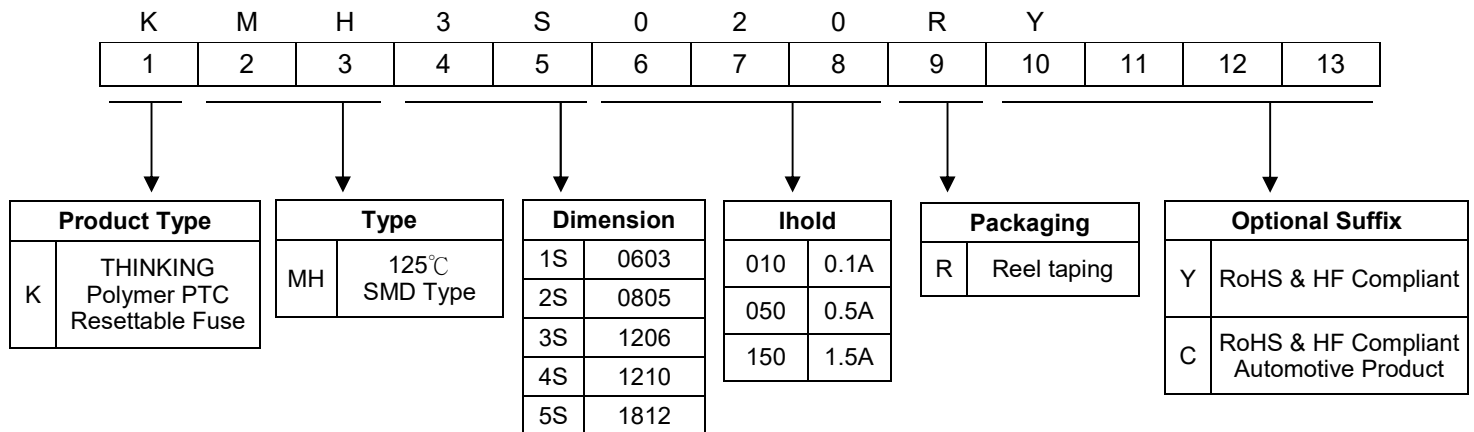 K M H 3 S 0 2 0 R Y
1 2 3 4 5 6 7 8 9 10 11 12 13
Product Type
K
THINKING
Polymer PTC
Resettable Fuse
Type
MH
125℃
SMD Type
Dimension
1S 0603
2S 0805
3S 1206
4S 1210
5S 1812
Ihold
010 0.1A
050 0.5A
150 1.5A
Packaging
R Reel taping
Optional Suffix
Y RoHS & HF Compliant
C
RoHS & HF Compliant
Automotive Product